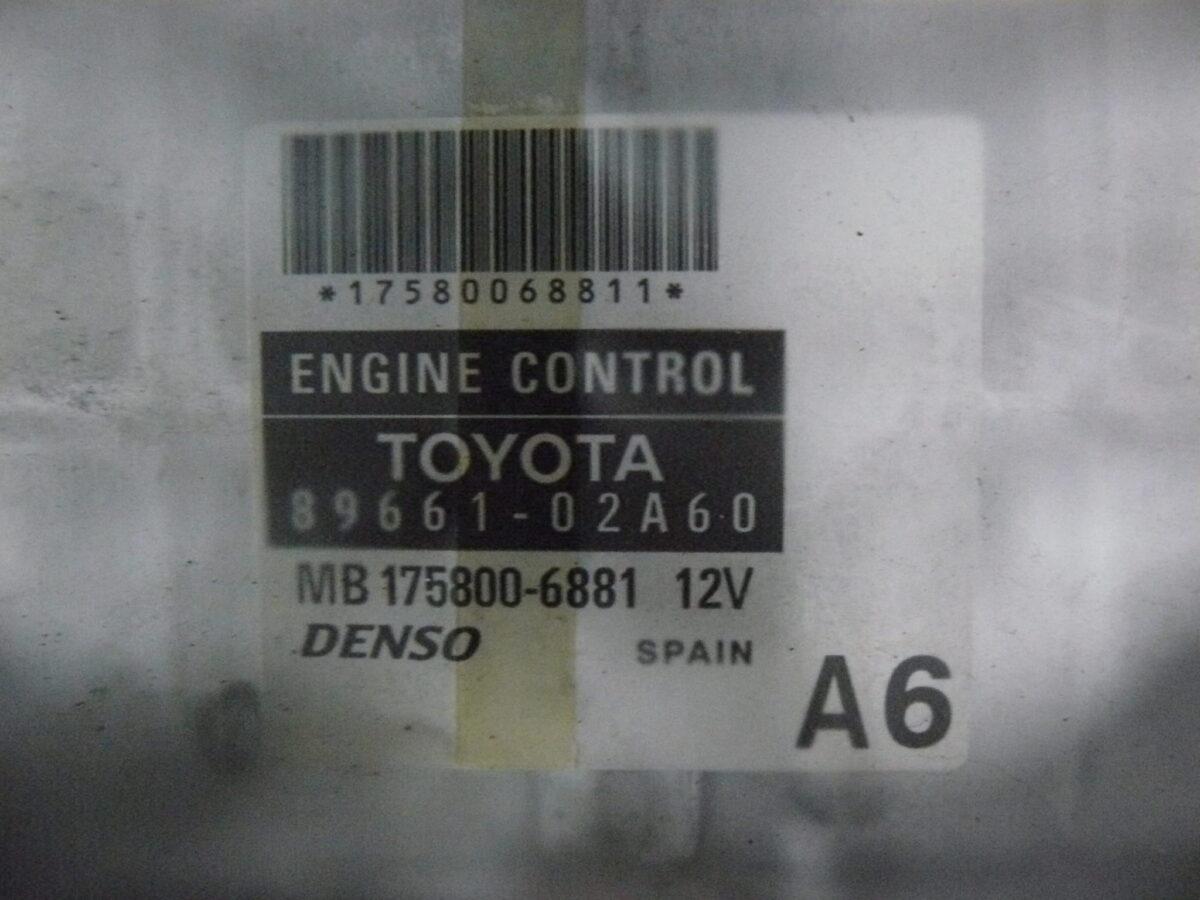 *17580068811*
ENGINE CONTROL
TOYOTA
89661-02A60
MB 175800-6881 12V
DENSO SPAIN
A6